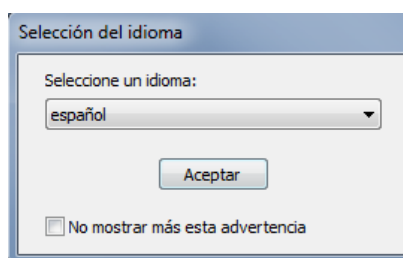 Selección del idioma
Seleccione un idioma:
español
Aceptar
No mostrar más esta advertencia